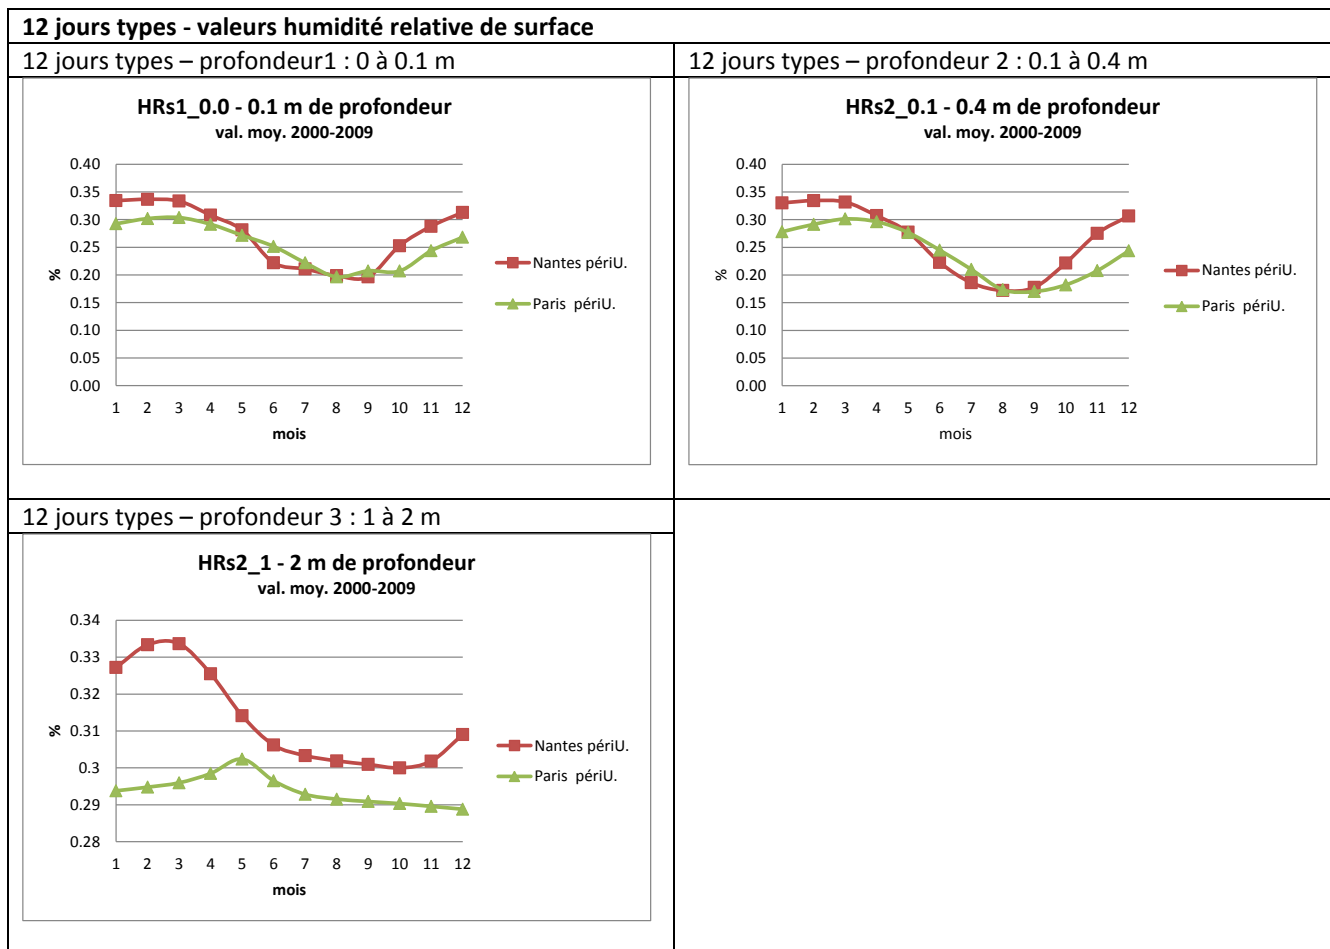 12 jours types - valeurs humidité relative de surface
12 jours types – profondeur1 : 0 à 0.1 m
HRs1_0.0 - 0.1 m de profondeur
val. moy. 2000-2009
0.40
0.35
0.30
0.25
0.20
0.15
0.10
0.05
0.00
%
1 2 3 4 5 6 7 8 9 10 11 12
mois
Nantes périU.
Paris périU.
12 jours types – profondeur 2 : 0.1 à 0.4 m
HRs2_0.1 - 0.4 m de profondeur
val. moy. 2000-2009
0.40
0.35
0.30
0.25
0.20
0.15
0.10
0.05
0.00
%
1 2 3 4 5 6 7 8 9 10 11 12
mois
Nantes périU.
Paris périU.
12 jours types – profondeur 3 : 1 à 2 m
HRs2_1 - 2 m de profondeur
val. moy. 2000-2009
0.34
0.33
0.32
0.31
0.3
0.29
0.28
%
1 2 3 4 5 6 7 8 9 10 11 12
mois
Nantes périU.
Paris périU.